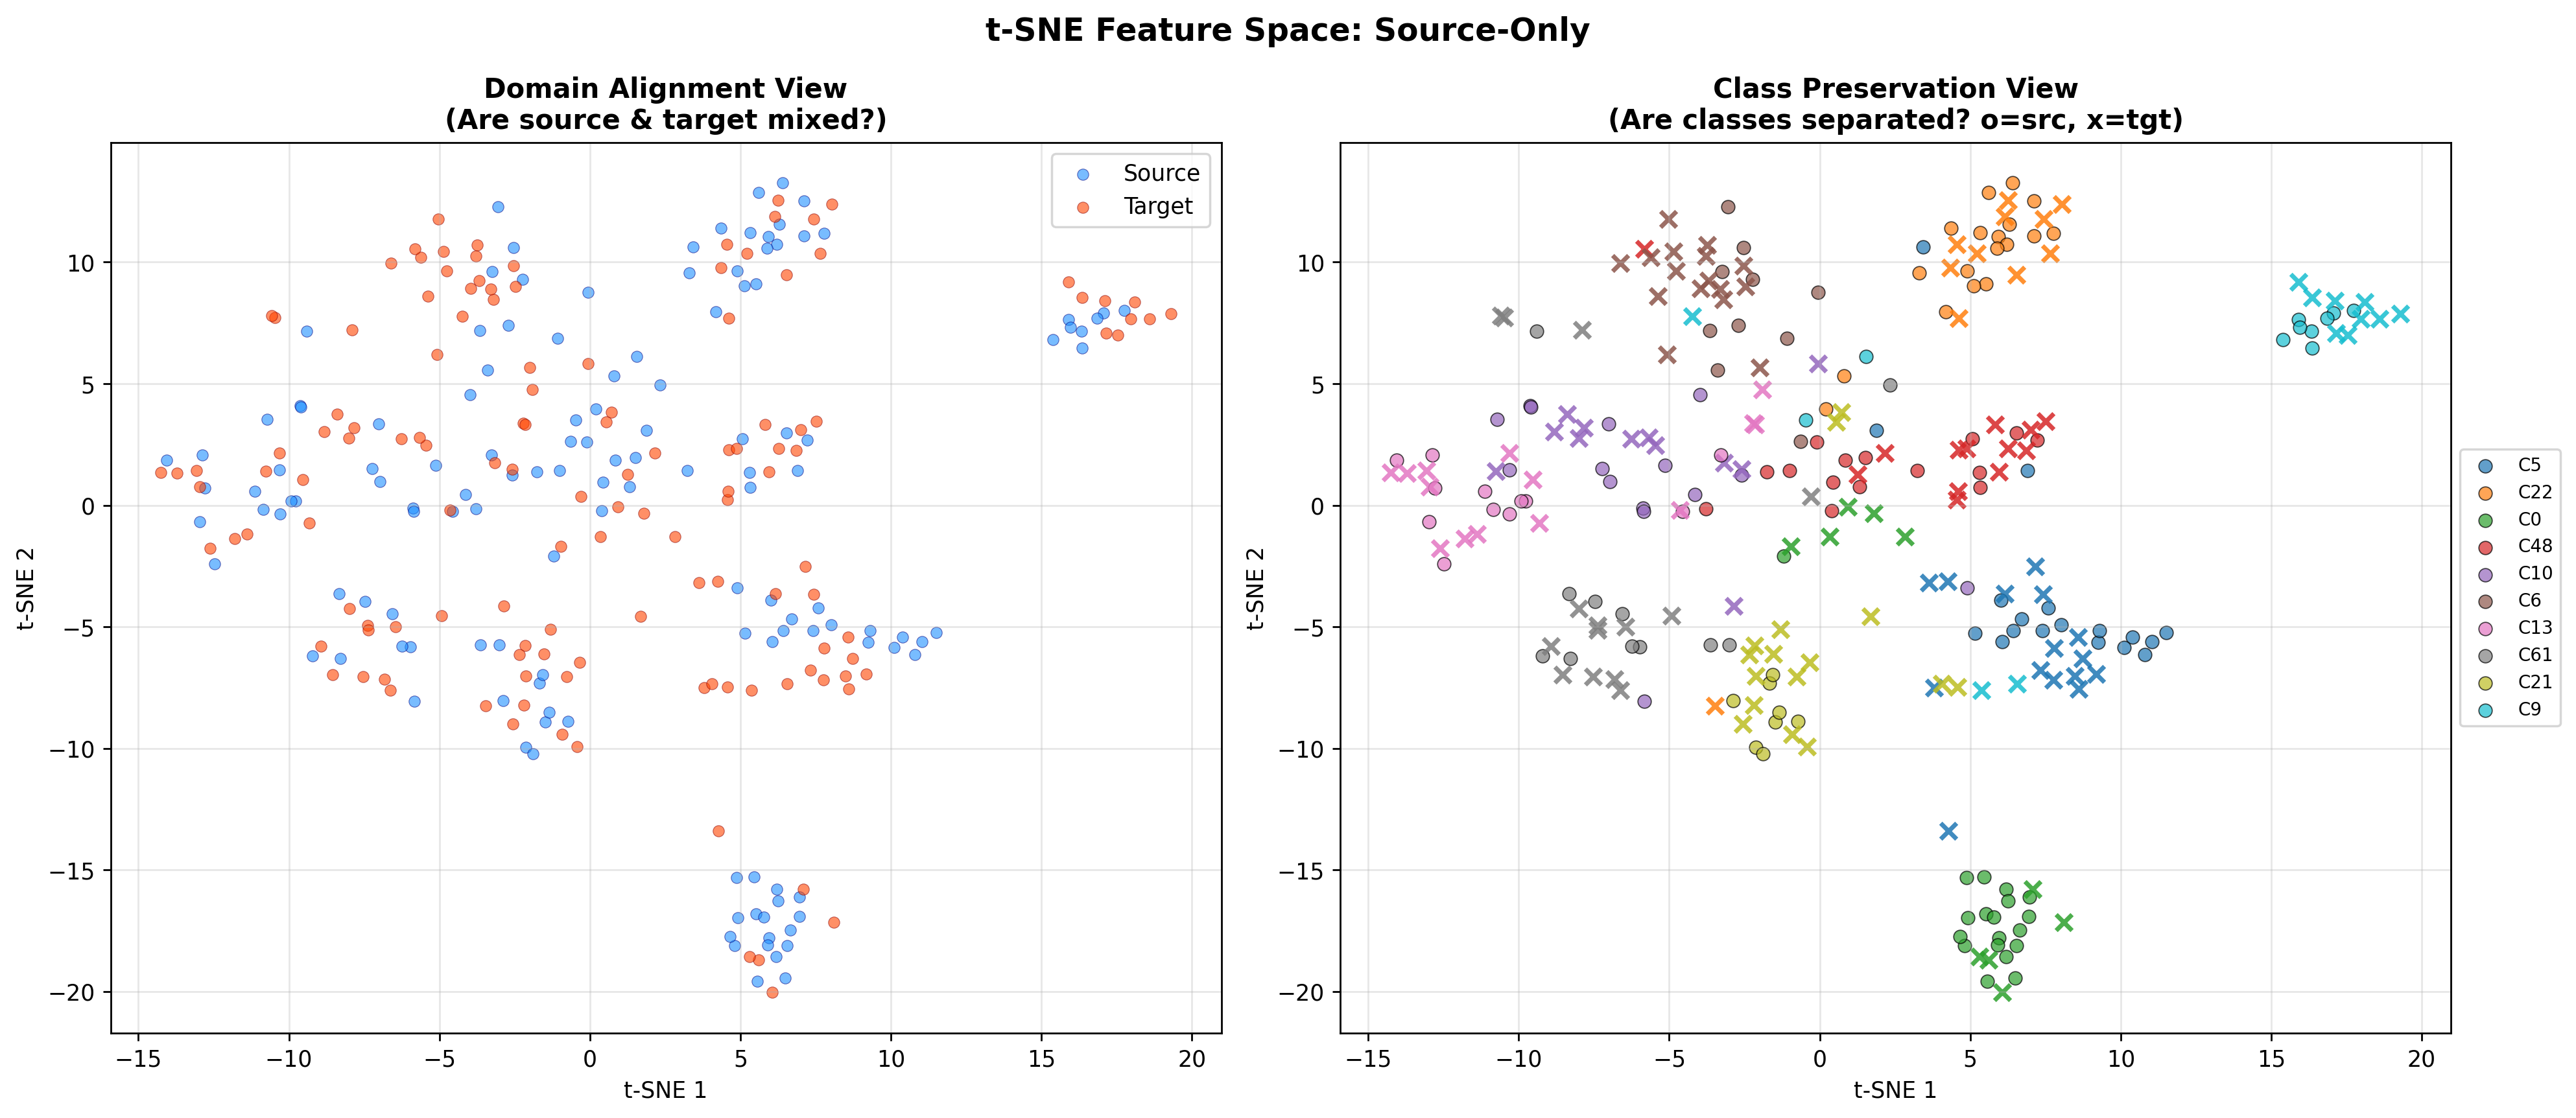 t-SNE Feature Space: Source-Only
Domain Alignment View
(Are source & target mixed?)
Source
Target
10
5
0
−5
−10
−15
−20
t-SNE 2
−15
−10
−5
0
5
10
15
20
t-SNE 1
Class Preservation View
(Are classes separated? o=src, x=tgt)
10
5
0
−5
−10
−15
−20
t-SNE 2
−15
−10
−5
0
5
10
15
20
t-SNE 1
C5
C22
C0
C48
C10
C6
C13
C61
C21
C9